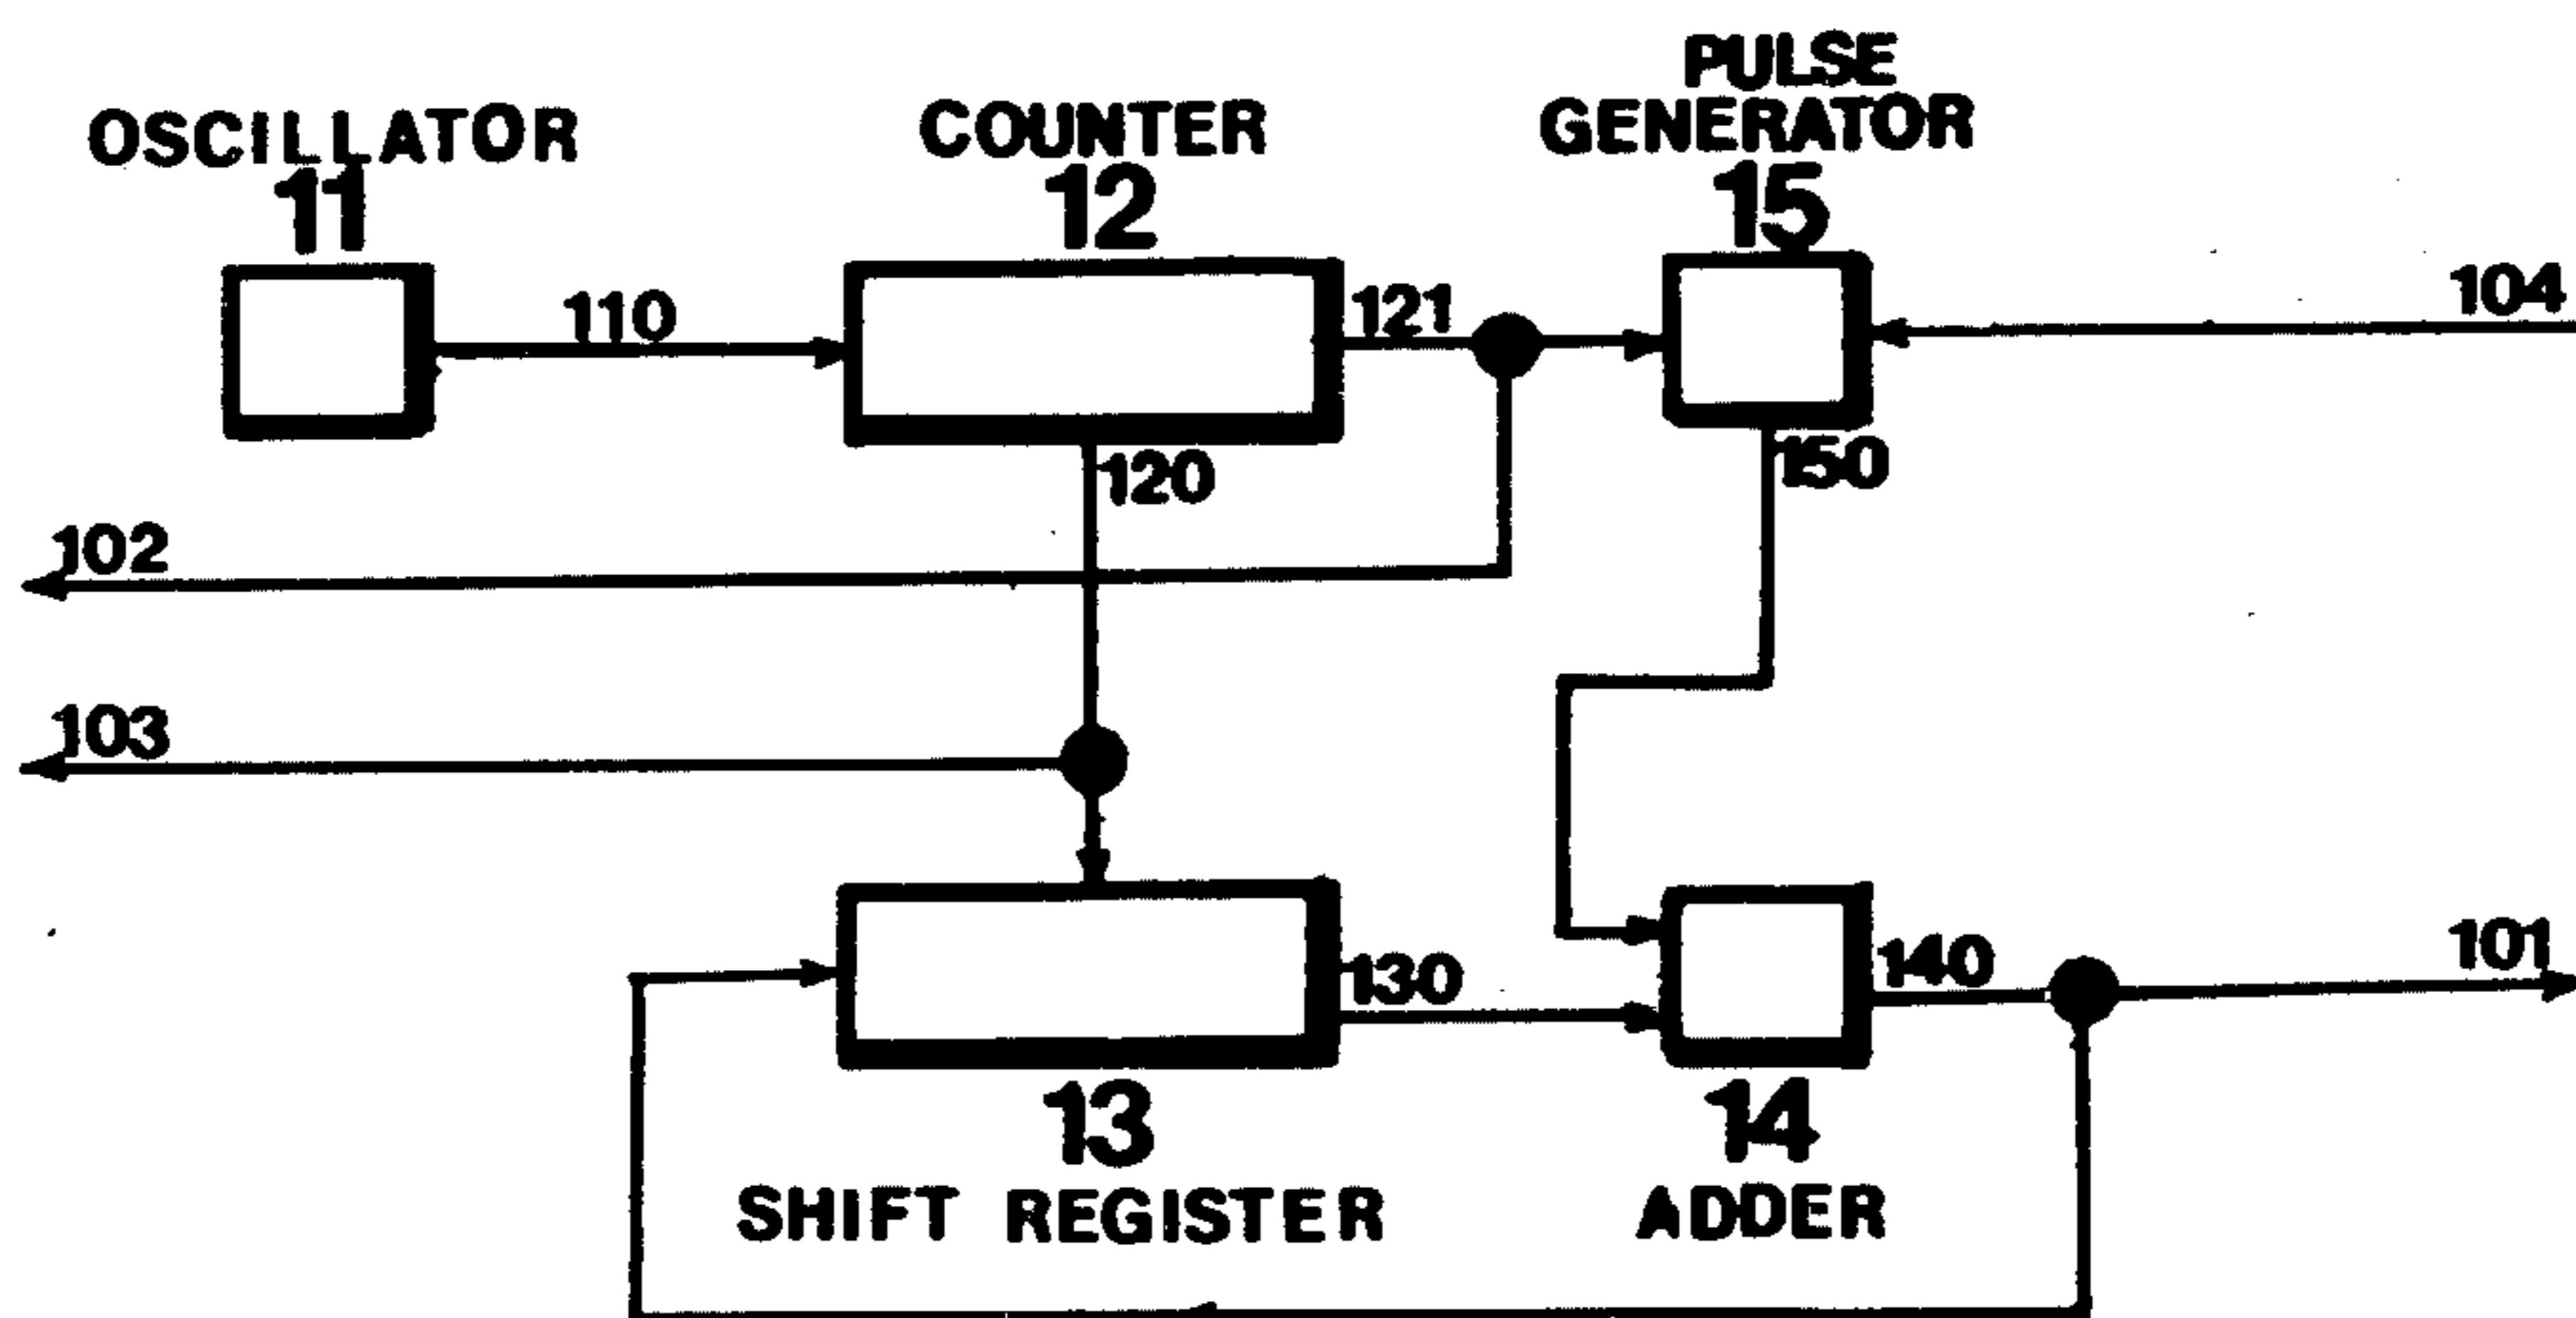 PULSE
OSCILLATOR COUNTER GENERATOR
11 12 15
110 121 104
120 150
102
103
130 140 101
13 14
SHIFT REGISTER ADDER